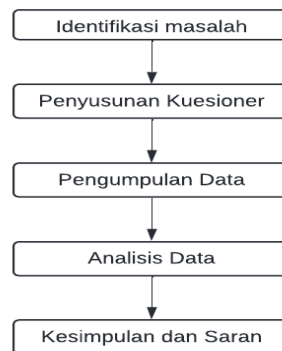 Identifikasi masalah
Penyusunan Kuesioner
Pengumpulan Data
Analisis Data
Kesimpulan dan Saran